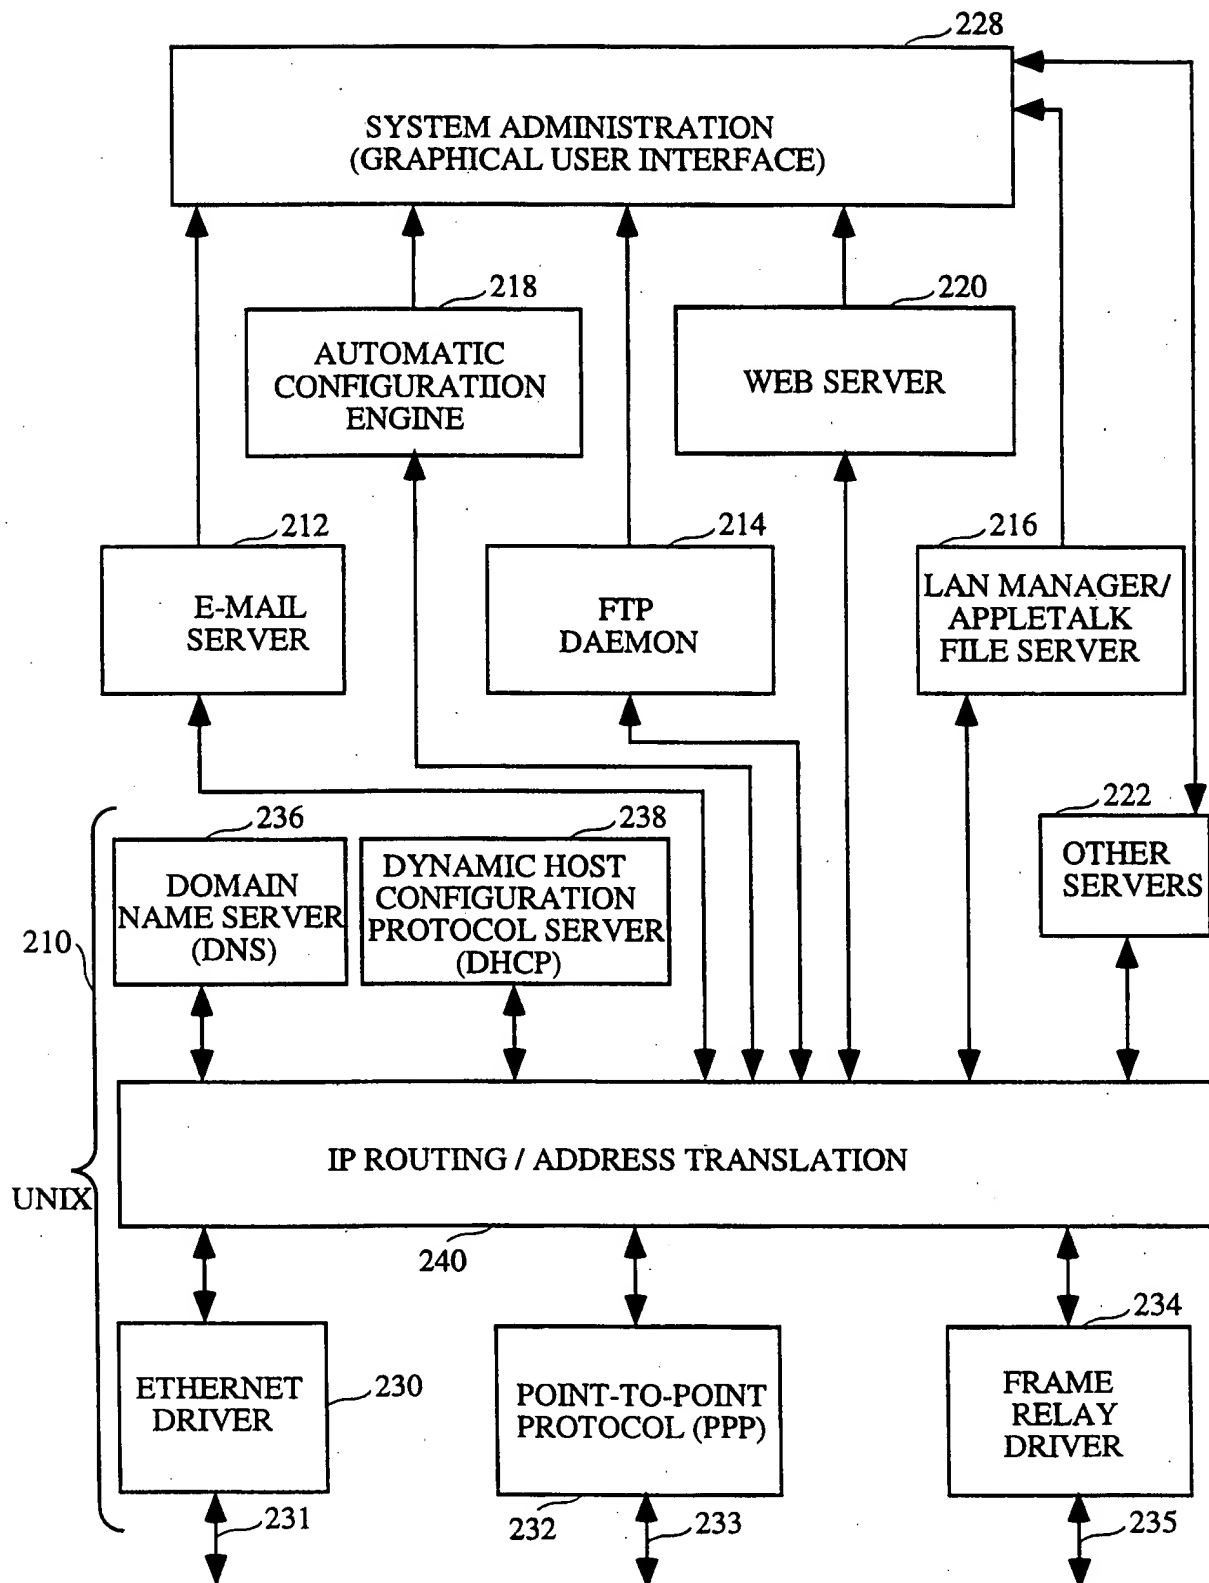 228
SYSTEM ADMINISTRATION
(GRAPHICAL USER INTERFACE)
218
220
AUTOMATIC
CONFIGURATIION
ENGINE
WEB SERVER
212
214
216
E-MAIL
SERVER
FTP
DAEMON
LAN MANAGER/
APPLETALK
FILE SERVER
236
238
222
DOMAIN
NAME SERVER
(DNS)
DYNAMIC HOST
CONFIGURATION
PROTOCOL SERVER
(DHCP)
OTHER
SERVERS
210
IP ROUTING / ADDRESS TRANSLATION
UNIX
240
234
ETHERNET
DRIVER
230
POINT-TO-POINT
PROTOCOL (PPP)
FRAME
RELAY
DRIVER
231
232
233
235